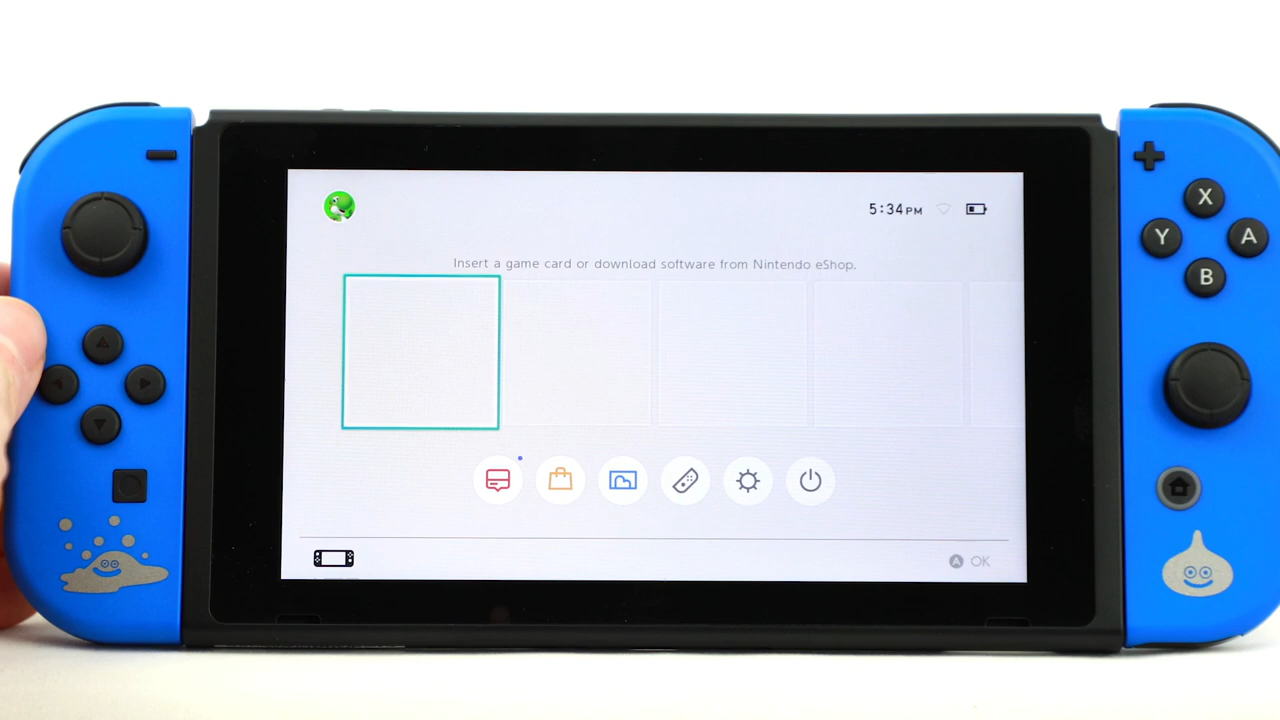 5:34 PM
Insert a game card or download software from Nintendo eShop.
A OK
X
Y
A
B